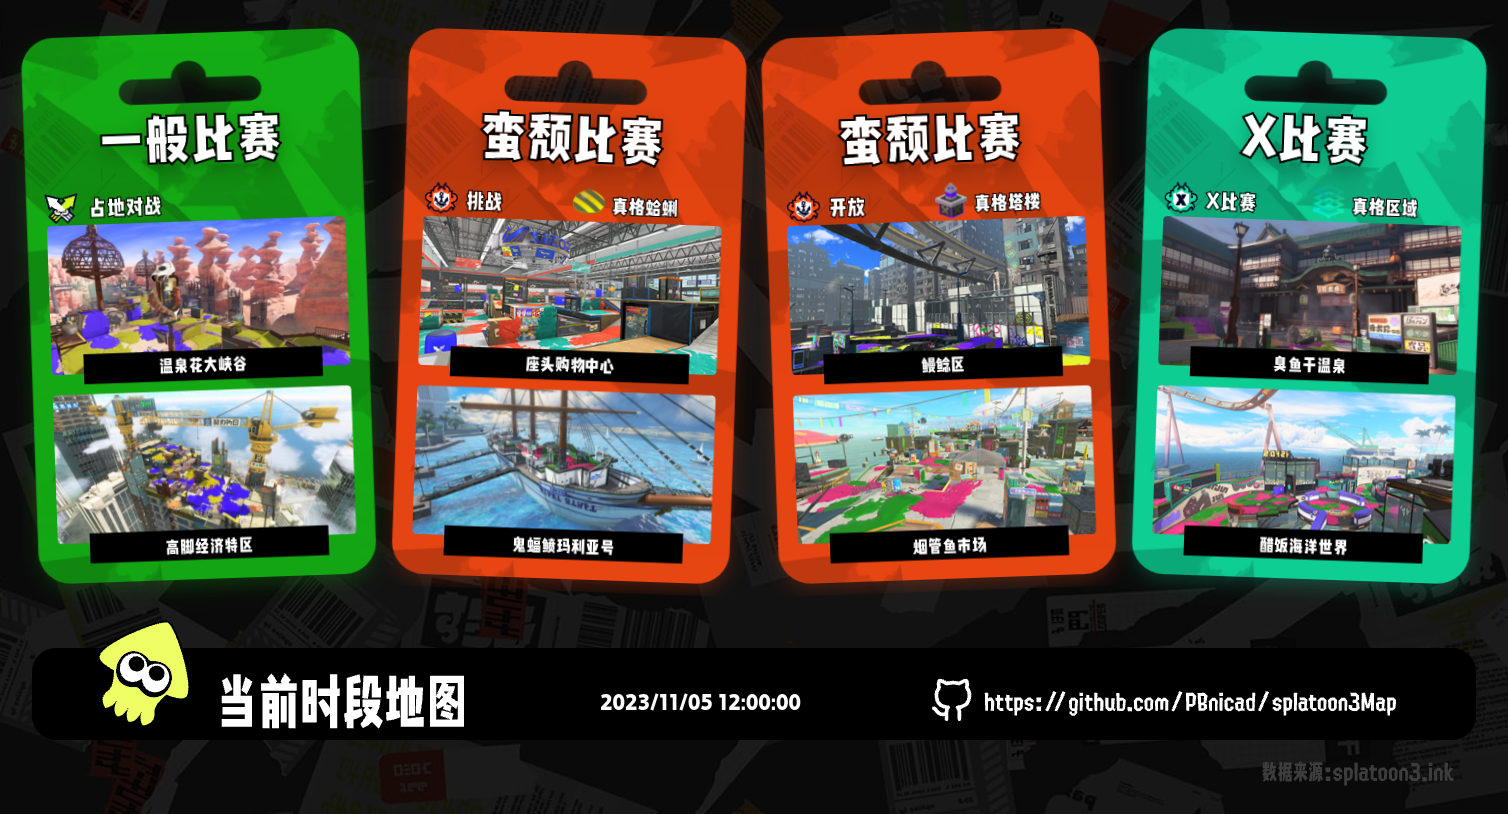 一般比赛
占地对战
温泉花大峡谷
高脚经济特区
蛮颓比赛
挑战
真格蛤蜊
座头购物中心
鬼蝠鲼玛利亚号
蛮颓比赛
开放
真格塔楼
鳗鲶区
烟管鱼市场
X比赛
X比赛
真格区域
臭鱼干温泉
醋饭海洋世界
当前时段地图
2023/11/05 12:00:00
https://github.com/PBnicad/splatoon3Map
数据来源:splatoon3.ink